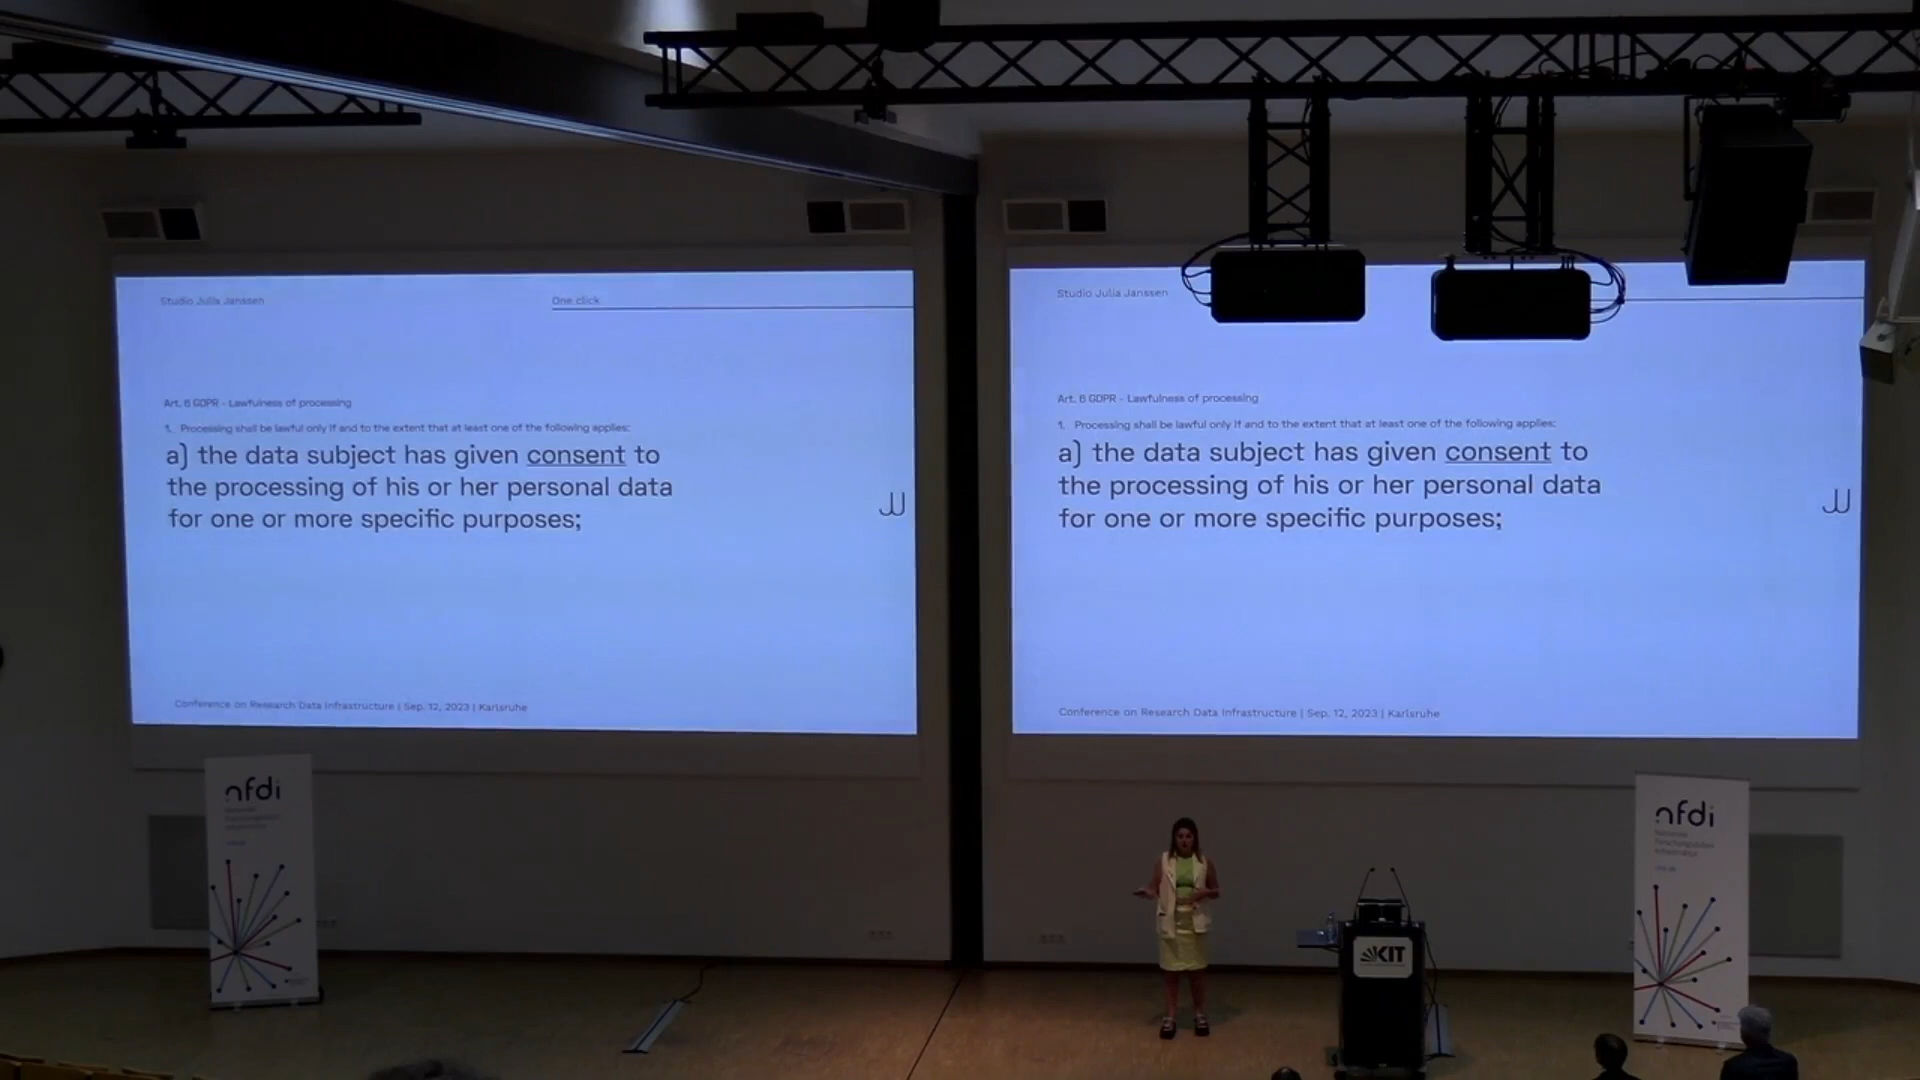 Studio Julia Janssen
One click
Art. 6 GDPR - Lawfulness of processing
1. Processing shall be lawful only if and to the extent that at least one of the following applies:
a) the data subject has given consent to
the processing of his or her personal data
for one or more specific purposes;
JJ
Conference on Research Data Infrastructure | Sep. 12, 2023 | Karlsruhe
Studio Julia Janssen
Art. 6 GDPR - Lawfulness of processing
1. Processing shall be lawful only if and to the extent that at least one of the following applies:
a) the data subject has given consent to
the processing of his or her personal data
for one or more specific purposes;
JJ
Conference on Research Data Infrastructure | Sep. 12, 2023 | Karlsruhe
nfdi
KIT
nfdi